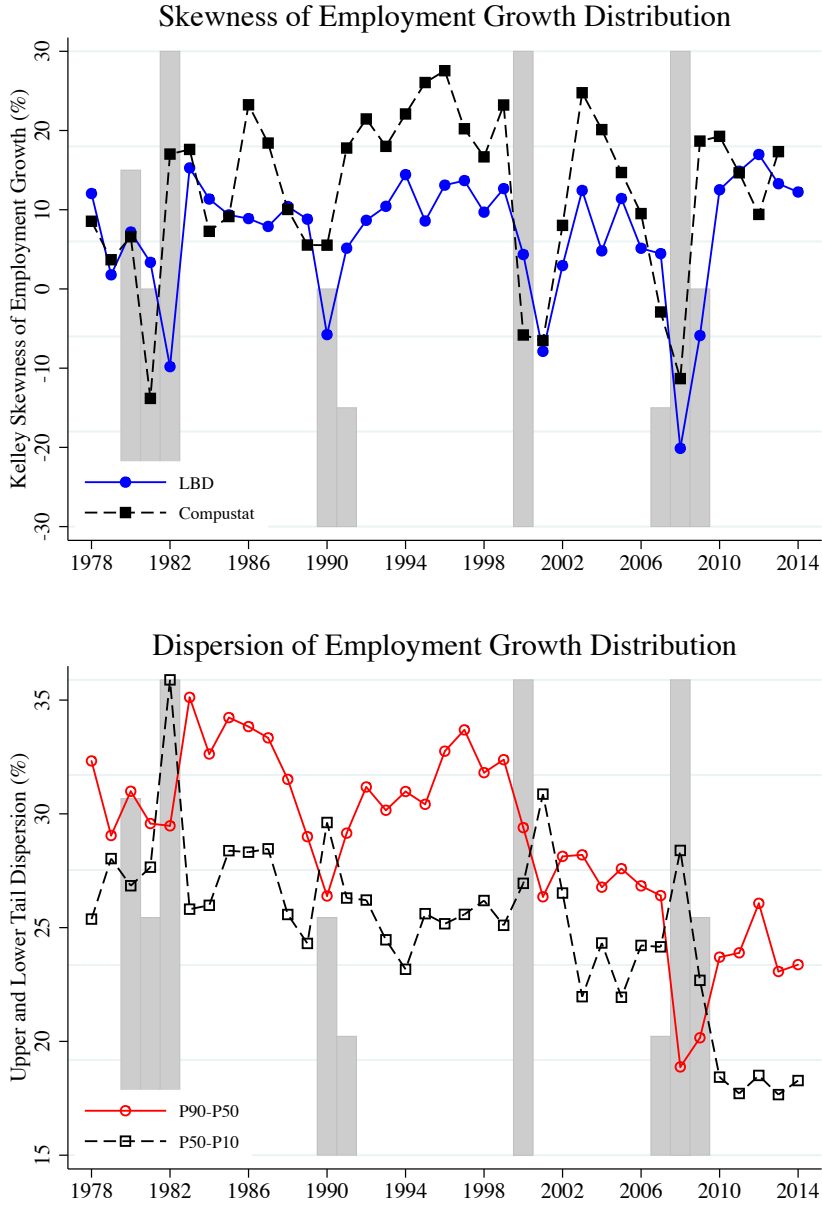 Skewness of Employment Growth Distribution
Kelley Skewness of Employment Growth (%)
30
20
10
0
-10
-20
-30
LBD
Compustat
1978 1982 1986 1990 1994 1998 2002 2006 2010 2014
Dispersion of Employment Growth Distribution
Upper and Lower Tail Dispersion (%)
35
30
25
20
15
P90-P50
P50-P10
1978 1982 1986 1990 1994 1998 2002 2006 2010 2014